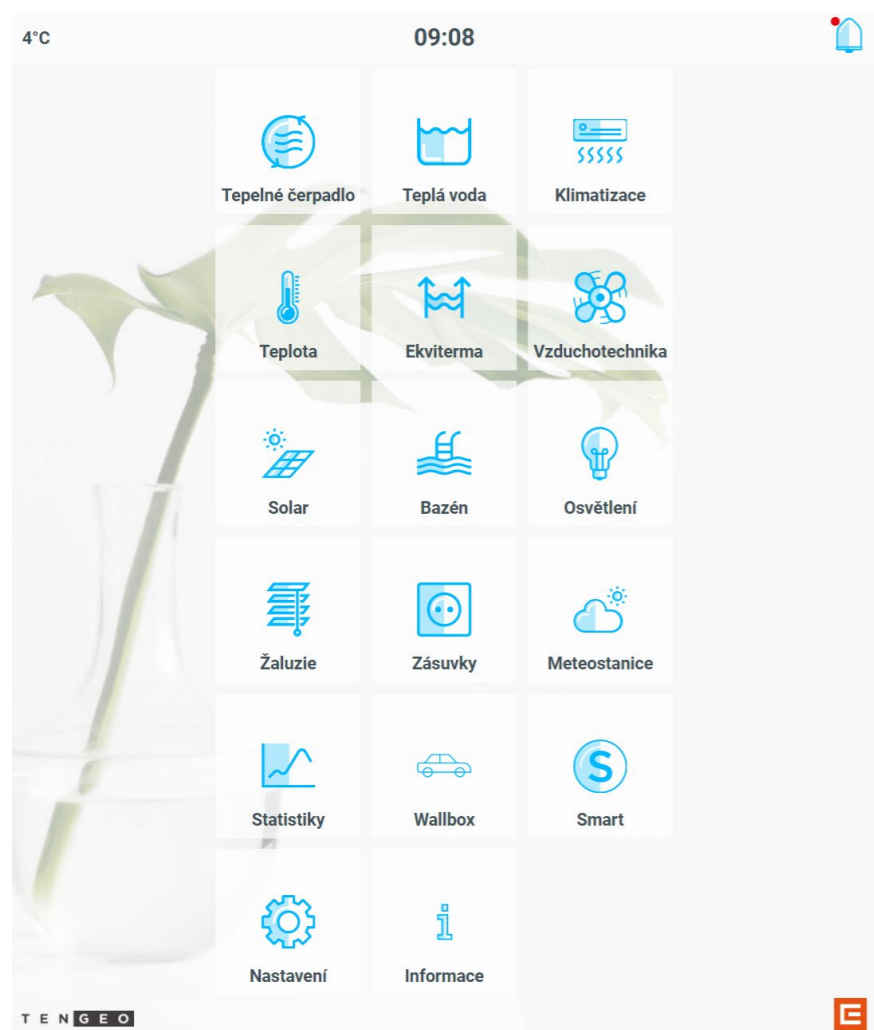 4°C 09:08
Tepelné čerpadlo Teplá voda Klimatizace
Teplota Ekviterma Vzduchotechnika
Solar Bazén Osvětlení
Žaluzie Zásuvky Meteostanice
S
Statistiky Wallbox Smart
Nastavení Informace
TENGEO